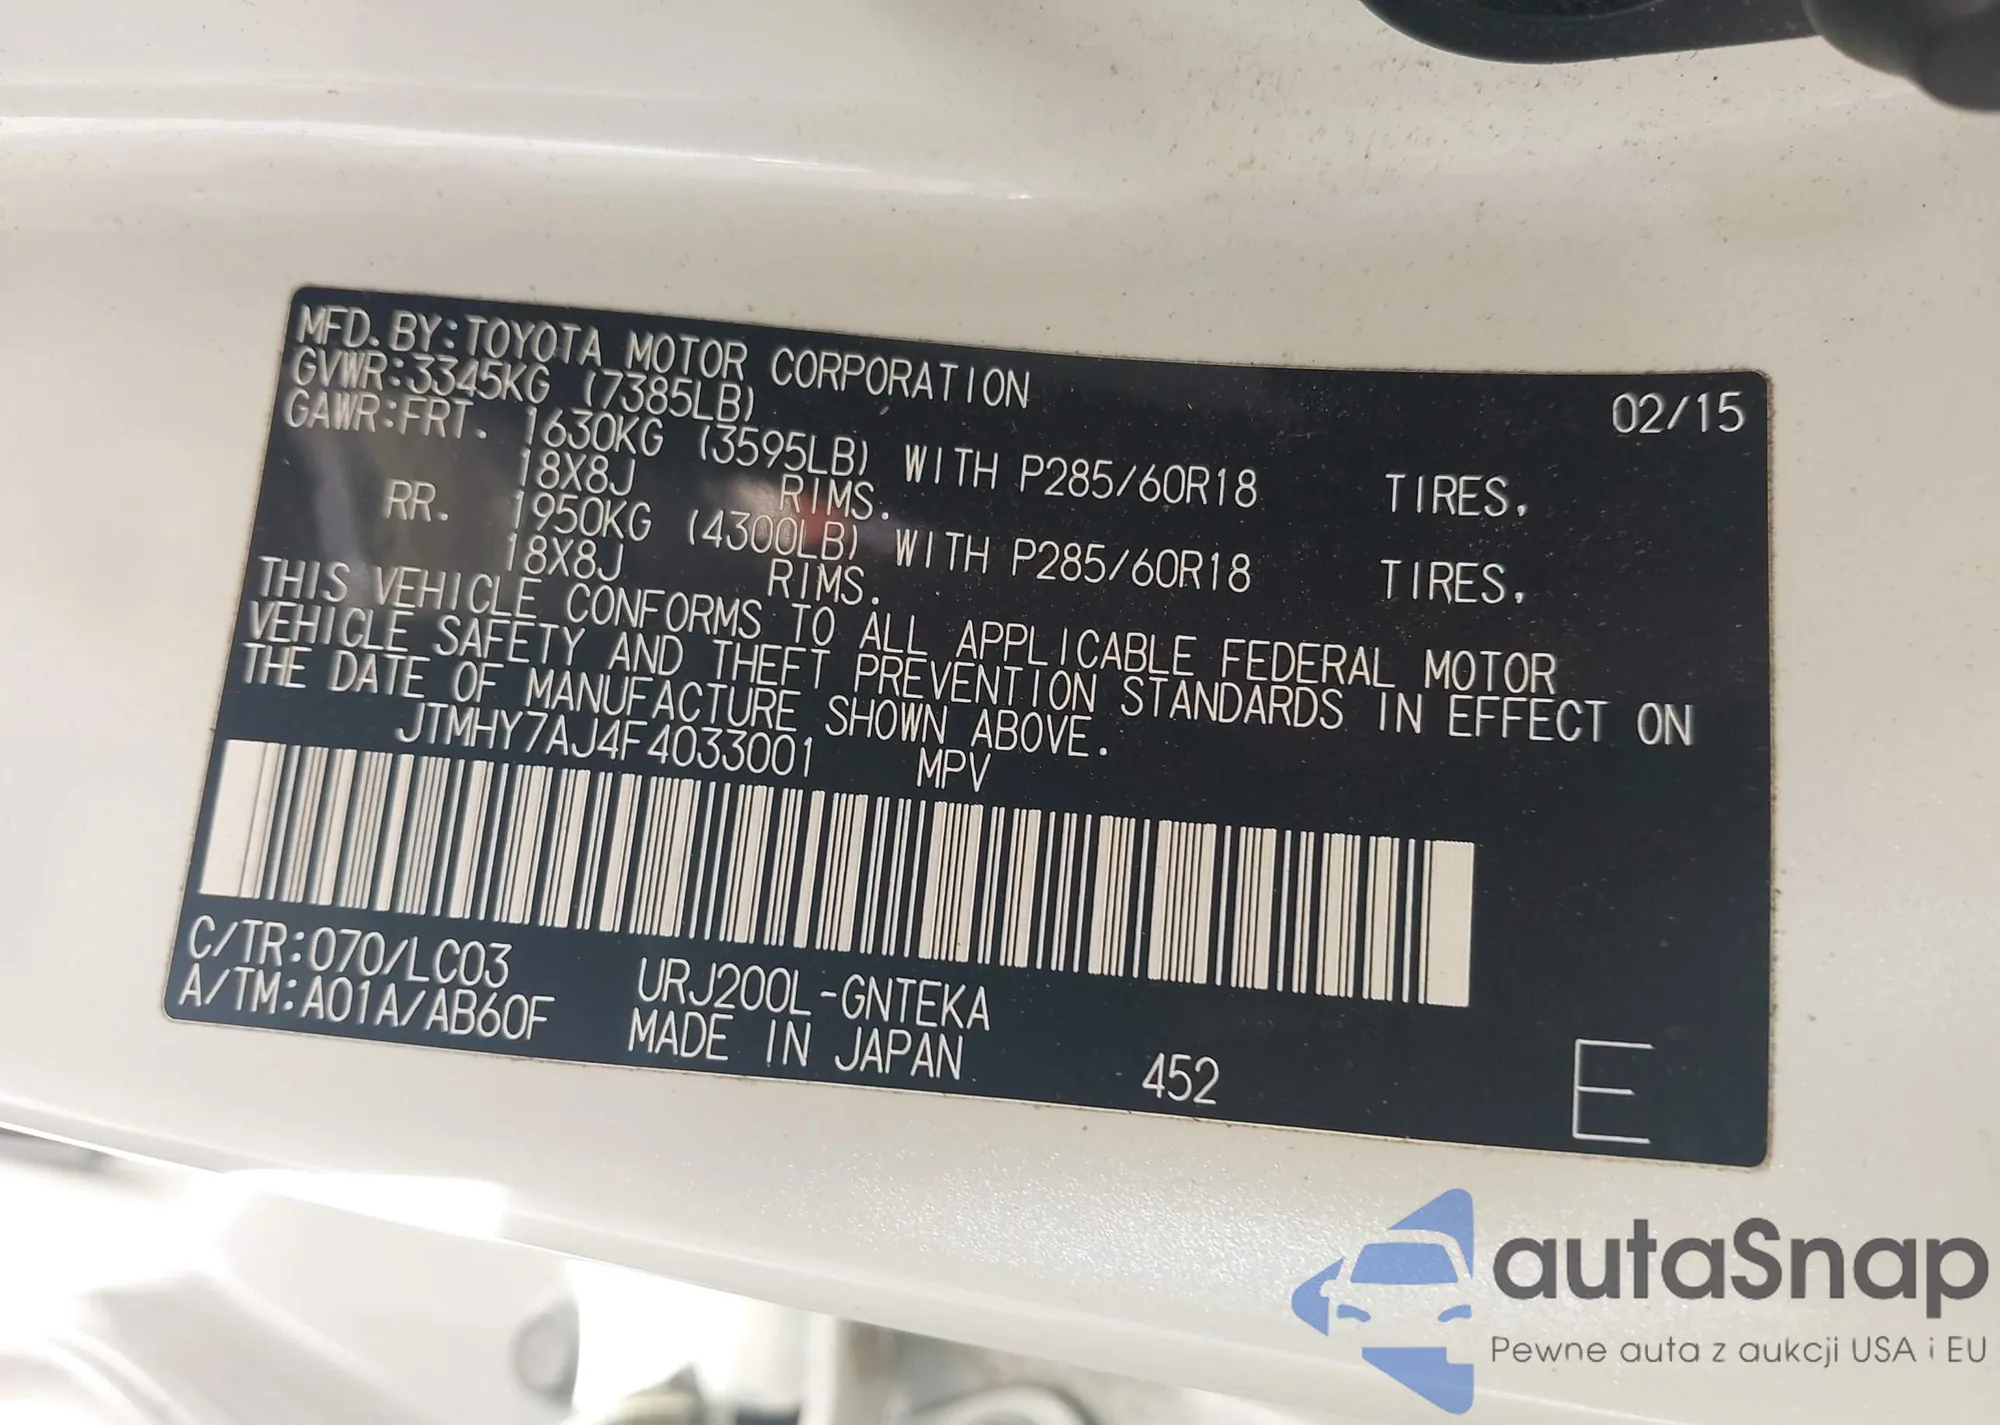 MFD. BY: TOYOTA MOTOR CORPORATION 02/15
GVWR: 3345KG (7385LB)
GAWR: FRT. 1630KG (3595LB) WITH P285/60R18 TIRES,
18X8J RIMS.
RR. 1950KG (4300LB) WITH P285/60R18 TIRES,
18X8J RIMS.
THIS VEHICLE CONFORMS TO ALL APPLICABLE FEDERAL MOTOR
VEHICLE SAFETY AND THEFT PREVENTION STANDARDS IN EFFECT ON
THE DATE OF MANUFACTURE SHOWN ABOVE.
JTMHY7AJ4F4033001 MPV
C/TR: 070/LC03 URJ200L-GNTEKA
A/TM: A01A/AB60F MADE IN JAPAN 452 E
autaSnap
Pewne auta z aukcji USA i EU